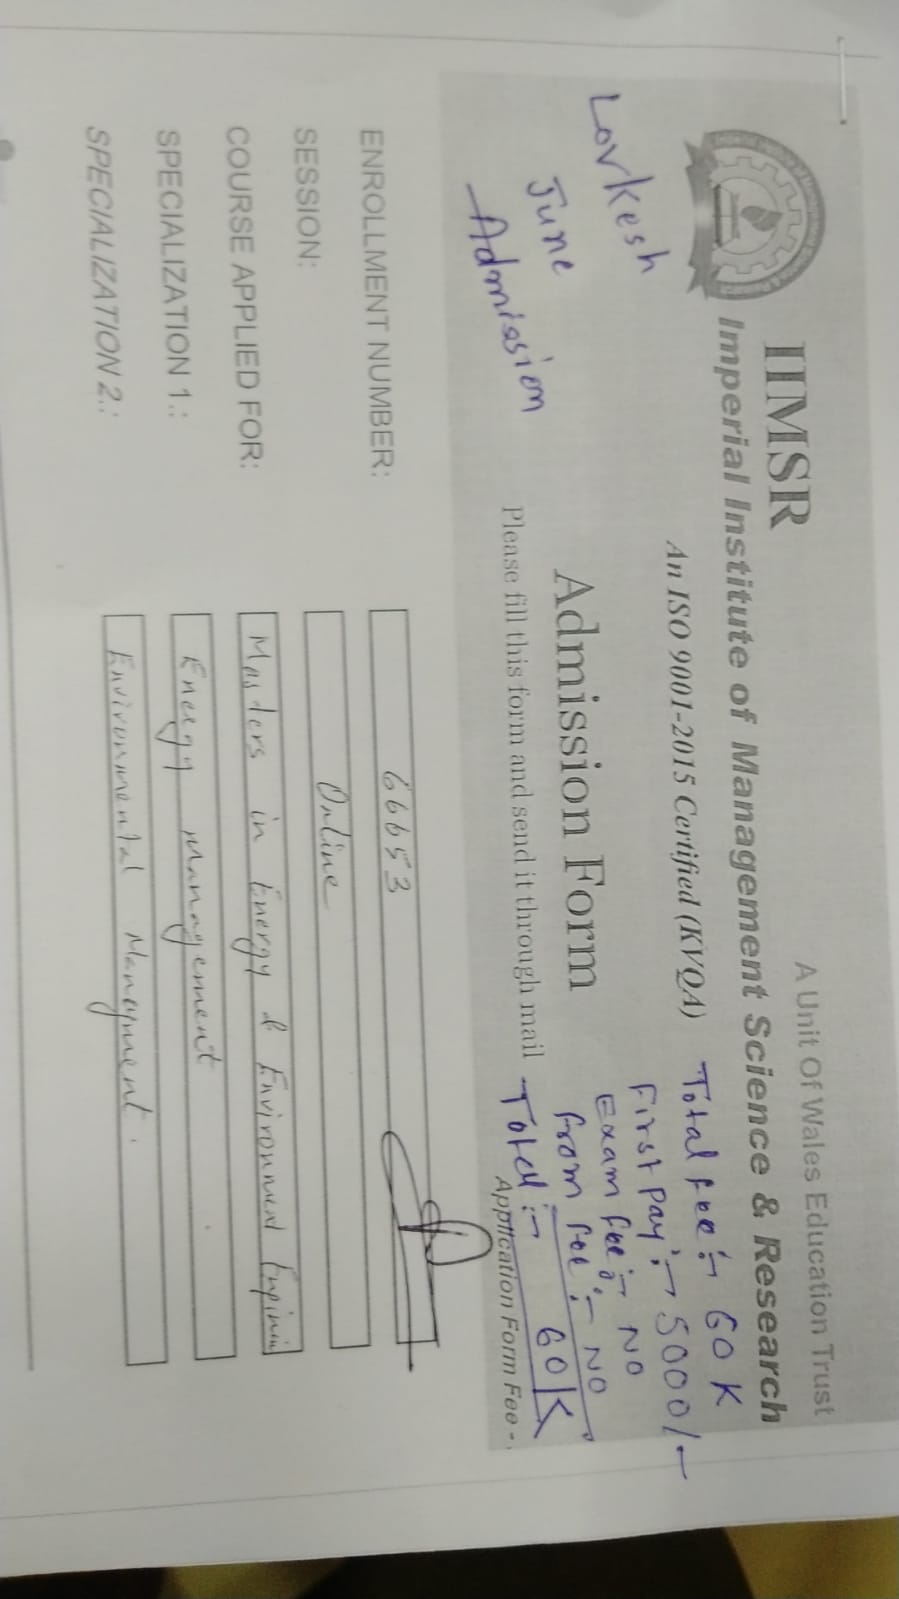 A Unit Of Wales Education Trust
IIMSR
Imperial Institute of Management Science & Research
An ISO 9001-2015 Certified (KVQA)
Total fee :- 60 K
First Pay :- 5000/-
Exam fee :- NO
From fee :- NO
Total :- 60K
Lovkesh
June
Admission
Admission Form
Please fill this form and send it through mail
Application Form Fee -
ENROLLMENT NUMBER: 66653
SESSION: Online
COURSE APPLIED FOR: Masters in Energy & Environment
SPECIALIZATION 1.: Energy management
SPECIALIZATION 2.: Environmental Managment.